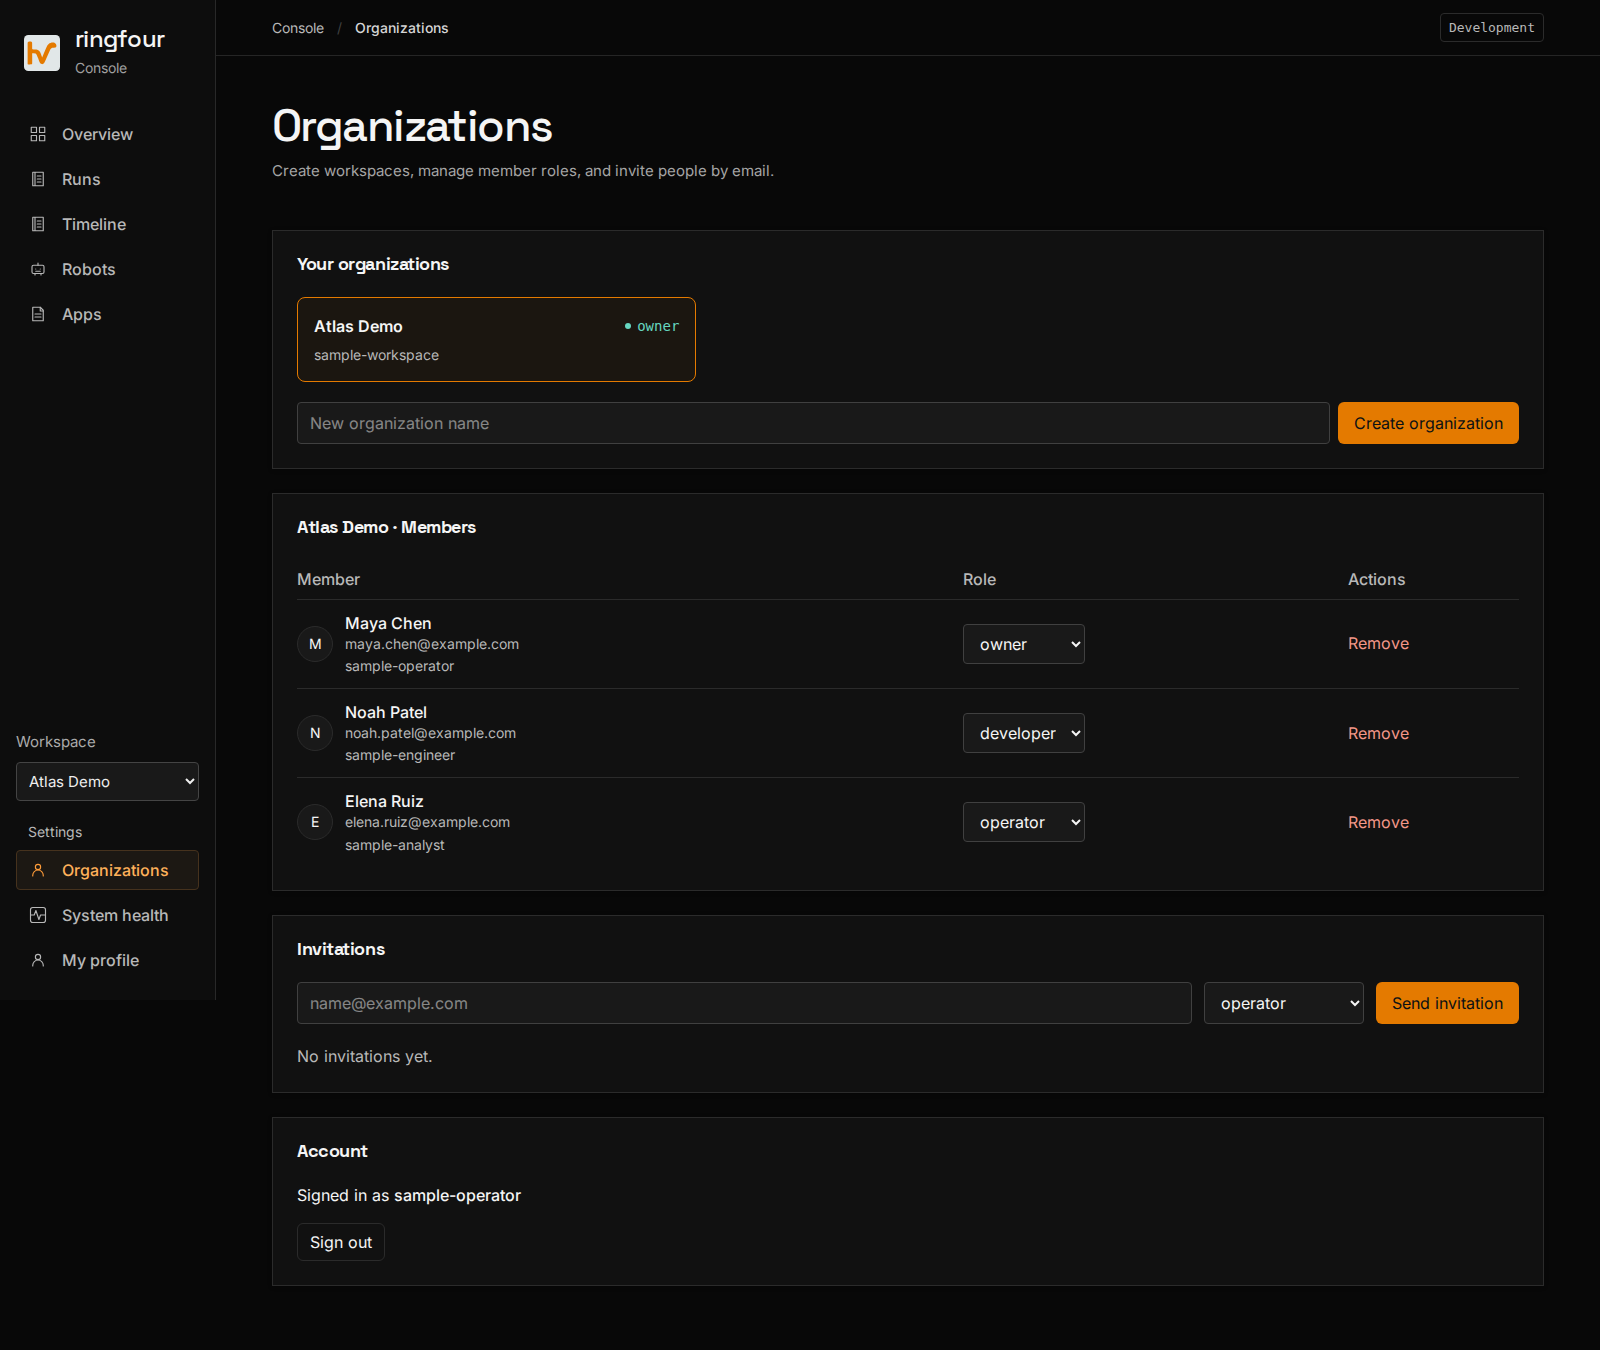 ringfour
Console
Overview
Runs
Timeline
Robots
Apps
Workspace
Atlas Demo
Settings
Organizations
System health
My profile
Console / Organizations
Development
Organizations
Create workspaces, manage member roles, and invite people by email.
Your organizations
Atlas Demo owner
sample-workspace
New organization name Create organization
Atlas Demo · Members
Member Role Actions
M Maya Chen owner Remove
maya.chen@example.com
sample-operator
N Noah Patel developer Remove
noah.patel@example.com
sample-engineer
E Elena Ruiz operator Remove
elena.ruiz@example.com
sample-analyst
Invitations
name@example.com operator Send invitation
No invitations yet.
Account
Signed in as sample-operator
Sign out